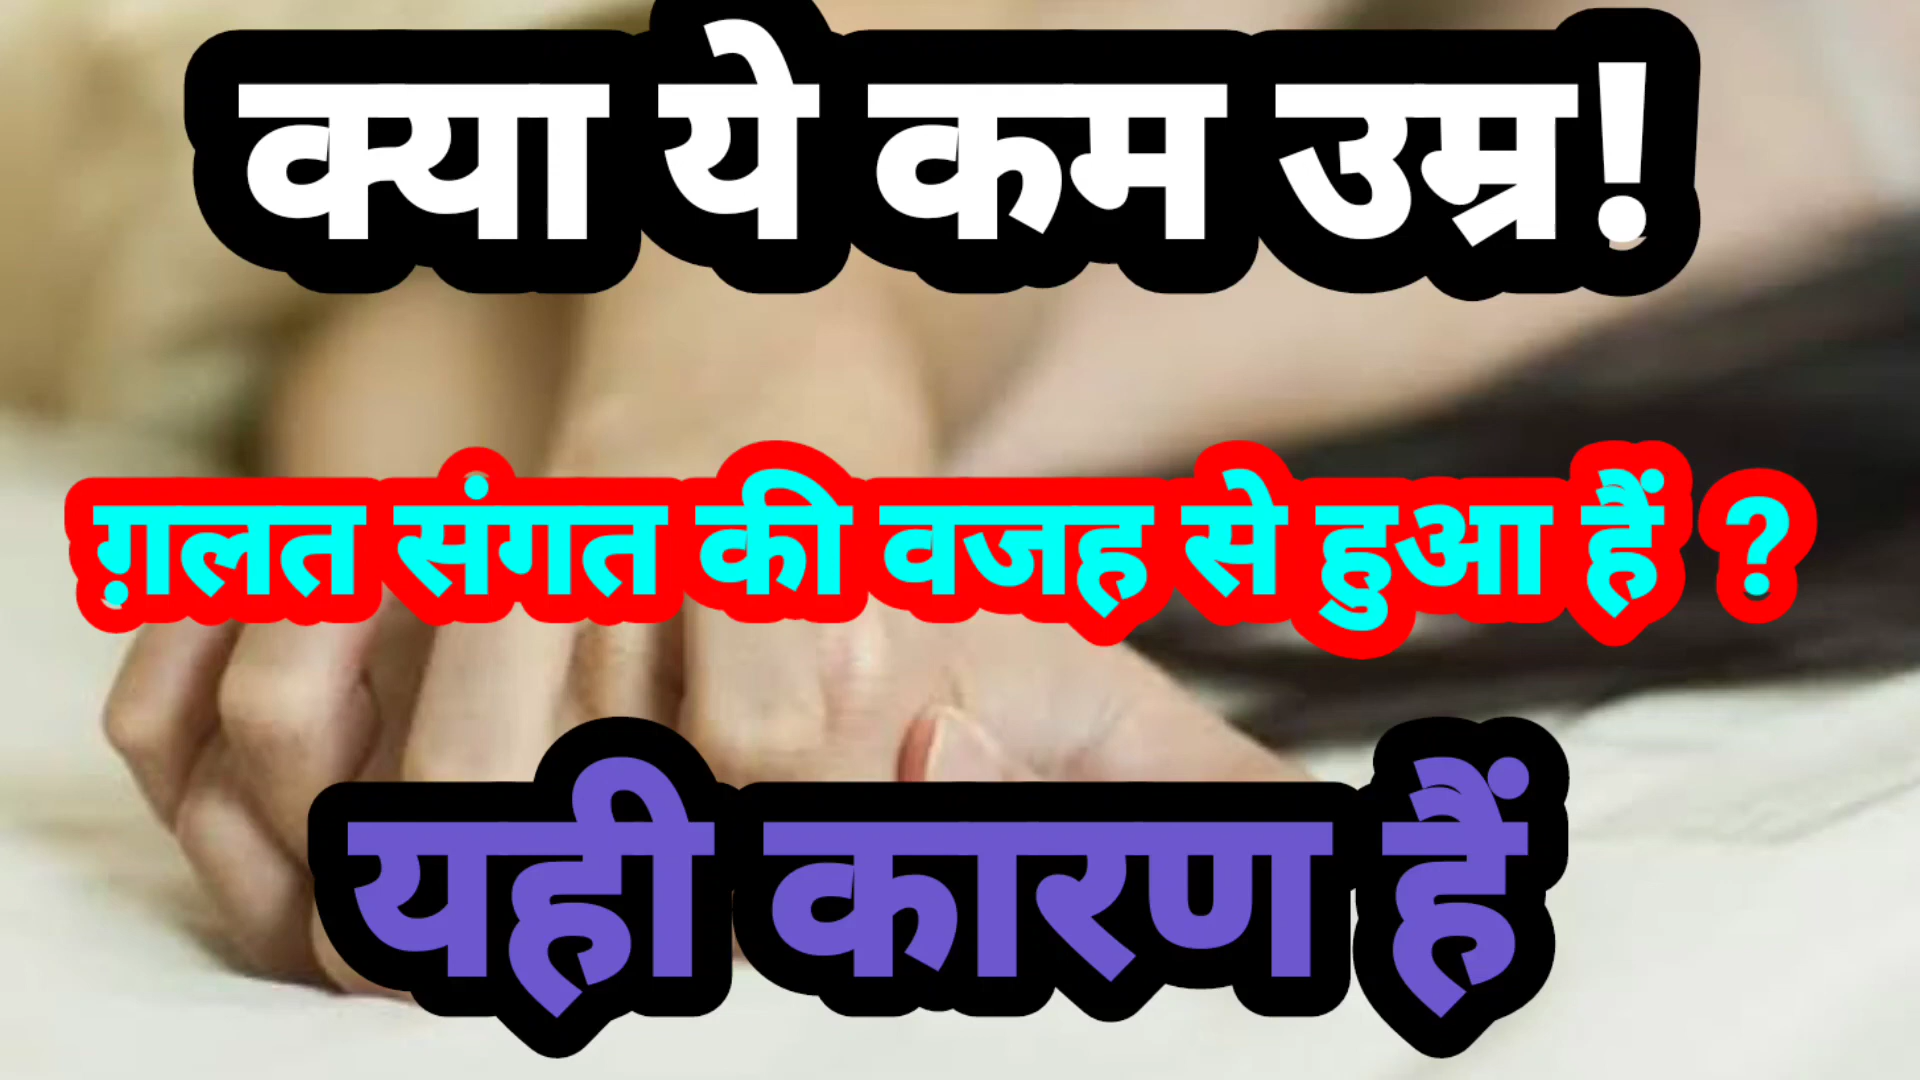 क्या ये कम उम्र!
ग़लत संगत की वजह से हुआ हैं ?
यही कारण हैं